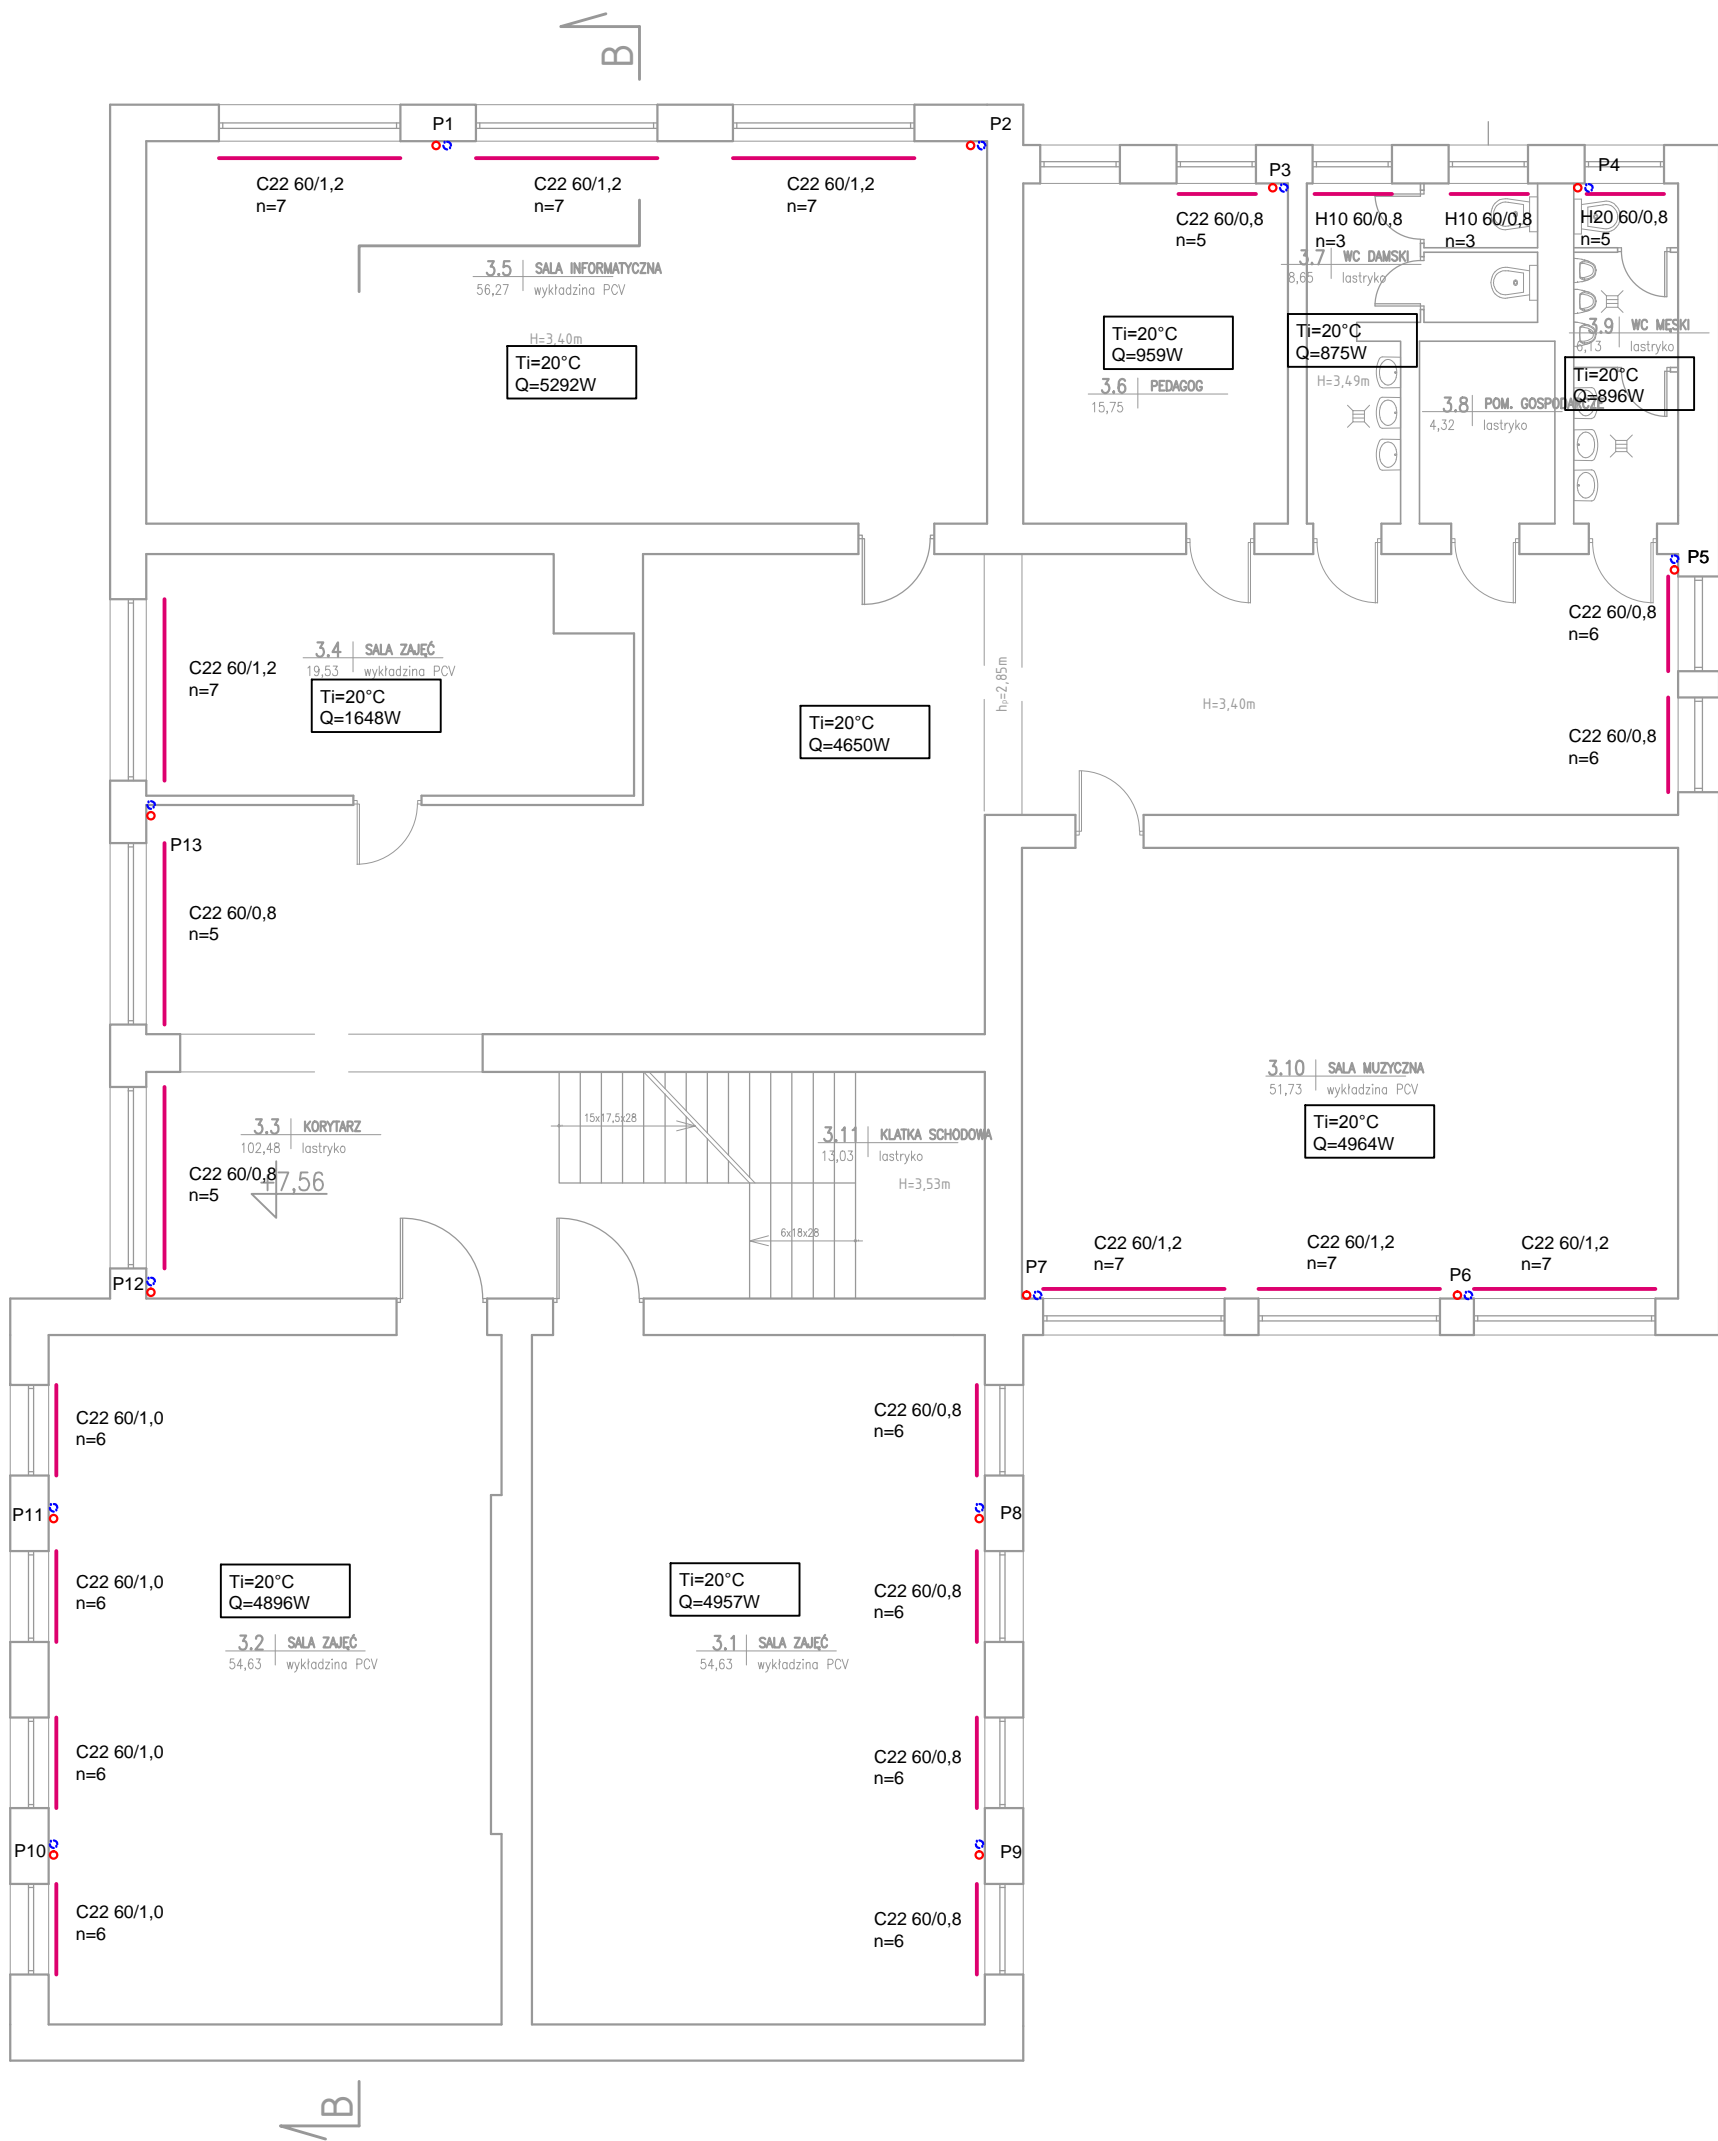 B
P1
P2
C22 60/1,2
n=7
C22 60/1,2
n=7
C22 60/1,2
n=7
3.5 SALA INFORMATYCZNA
56,27 wykładzina PCV
H=3,40m
Ti=20°C
Q=5292W
P3
P4
C22 60/0,8
n=5
H10 60/0,8
n=3
H10 60/0,8
n=3
H20 60/0,8
n=5
3.7 WC DAMSKI
8,65 lastryko
Ti=20°C
Q=959W
3.6 PEDAGOG
15,75
Ti=20°C
Q=875W
H=3,49m
3.9 WC MĘSKI
6,13 lastryko
Ti=20°C
Q=896W
3.8 POM. GOSPODARCZE
4,32 lastryko
P5
C22 60/0,8
n=6
C22 60/0,8
n=6
C22 60/1,2
n=7
3.4 SALA ZAJĘĆ
19,53 wykładzina PCV
Ti=20°C
Q=1648W
Ti=20°C
Q=4650W
hp=2,85m
H=3,40m
P13
C22 60/0,8
n=5
3.3 KORYTARZ
102,48 lastryko
+7,56
C22 60/0,8
n=5
P12
15x17,5x28
6x18x28
3.11 KLATKA SCHODOWA
13,03 lastryko
H=3,53m
3.10 SALA MUZYCZNA
51,73 wykładzina PCV
Ti=20°C
Q=4964W
P7
C22 60/1,2
n=7
C22 60/1,2
n=7
P6
C22 60/1,2
n=7
C22 60/1,0
n=6
P11
C22 60/1,0
n=6
Ti=20°C
Q=4896W
3.2 SALA ZAJĘĆ
54,63 wykładzina PCV
C22 60/1,0
n=6
P10
C22 60/1,0
n=6
C22 60/0,8
n=6
P8
C22 60/0,8
n=6
Ti=20°C
Q=4957W
3.1 SALA ZAJĘĆ
54,63 wykładzina PCV
C22 60/0,8
n=6
P9
C22 60/0,8
n=6
B